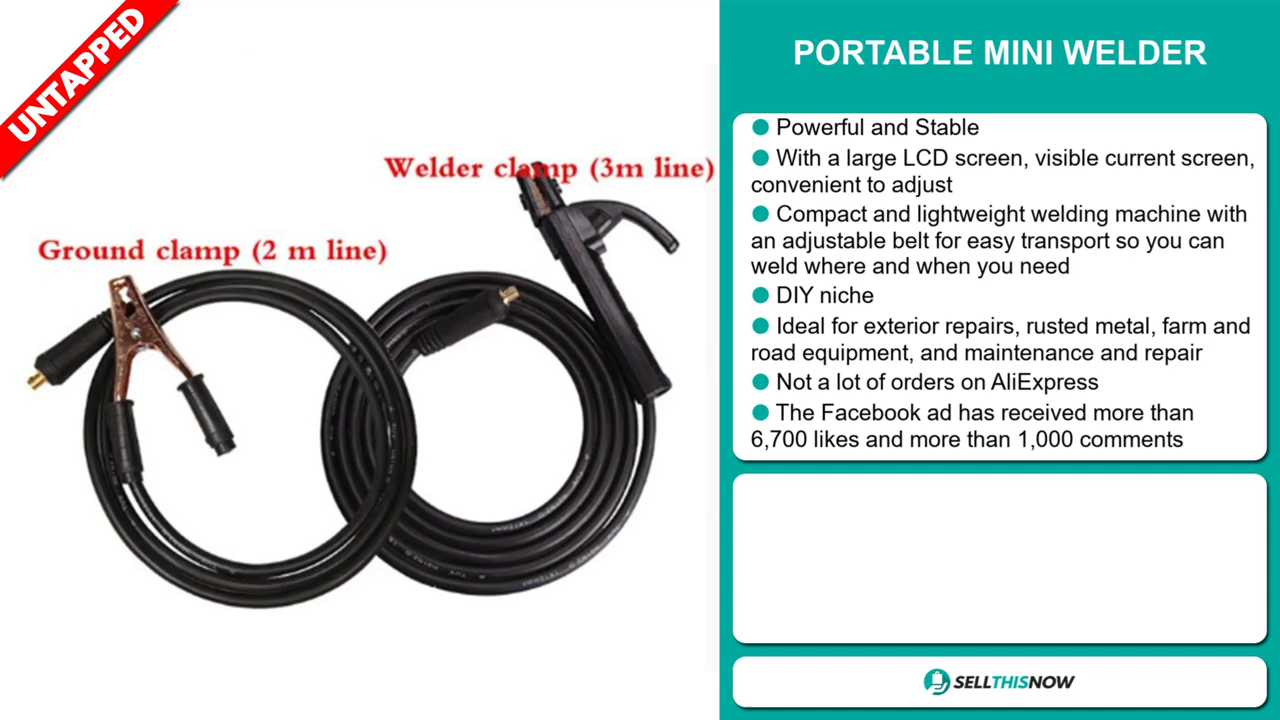 UNTAPPED
PORTABLE MINI WELDER
Welder clamp (3m line)
Ground clamp (2 m line)
● Powerful and Stable
● With a large LCD screen, visible current screen,
convenient to adjust
● Compact and lightweight welding machine with
an adjustable belt for easy transport so you can
weld where and when you need
● DIY niche
● Ideal for exterior repairs, rusted metal, farm and
road equipment, and maintenance and repair
● Not a lot of orders on AliExpress
● The Facebook ad has received more than
6,700 likes and more than 1,000 comments
SELLTHISNOW